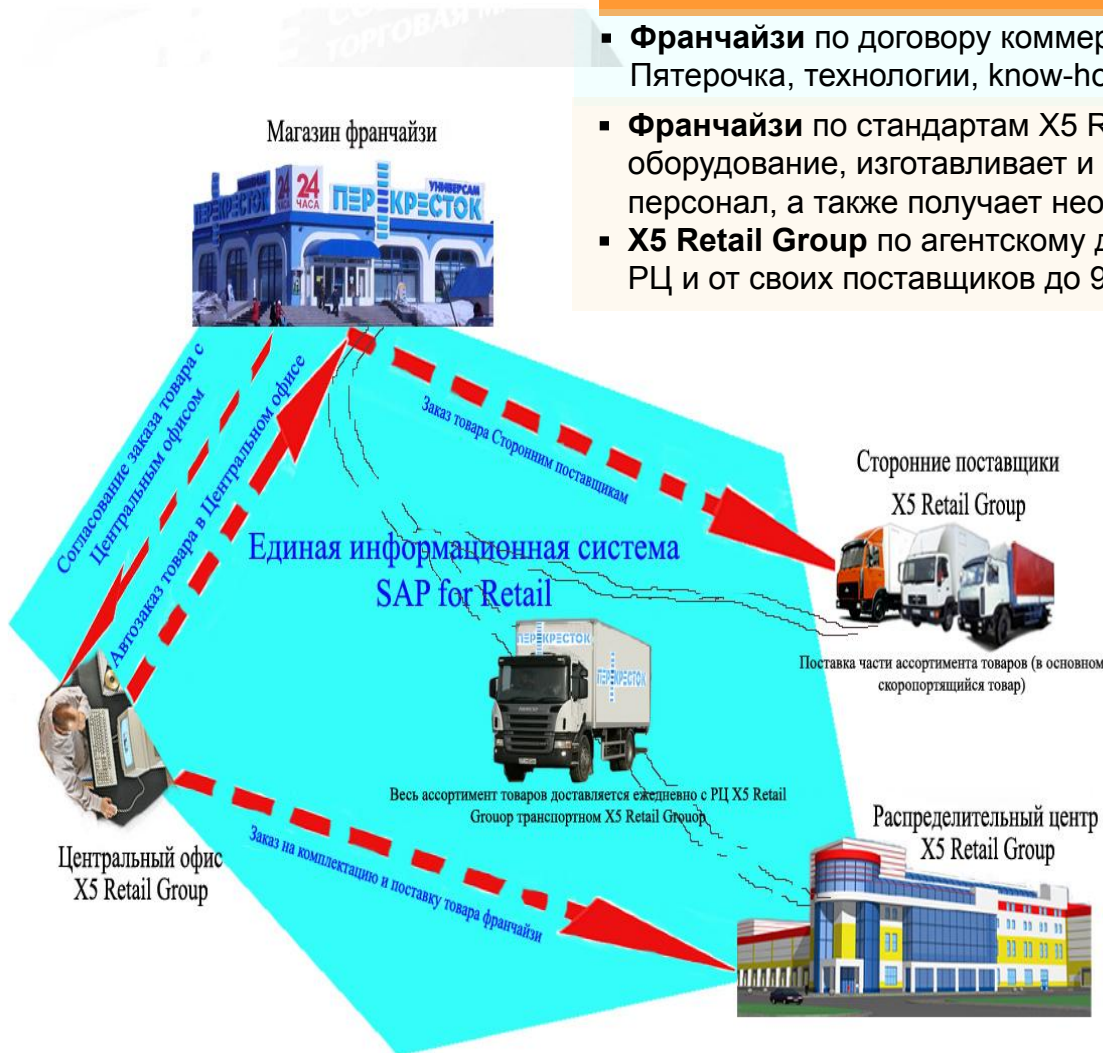 ТОРГОВАЯ
Франчайзи по договору коммер
Пятерочка, технологии, know-ho
Франчайзи по стандартам X5 R
оборудование, изготавливает и
персонал, а также получает нео
X5 Retail Group по агентскому д
РЦ и от своих поставщиков до 9
Магазин франчайзи
24 ЧАСА
24 ЧАСА
УНИВЕРСАМ
ПЕРЕКРЕСТОК
Согласование заказа товара с
Центральным офисом
Автозаказ товара в Центральном офисе
Заказ товара Сторонним поставщикам
Сторонние поставщики
X5 Retail Group
Единая информационная система
SAP for Retail
ПЕРЕКРЕСТОК
ПЕРЕКРЕСТОК
Поставка части ассортимента товаров (в основном
скоропортящийся товар)
Весь ассортимент товаров доставляется ежедневно с РЦ X5 Retail
Grouop транспортном X5 Retail Grouop
Распределительный центр
X5 Retail Group
Центральный офис
X5 Retail Group
Заказ на комплектацию и поставку товара франчайзи